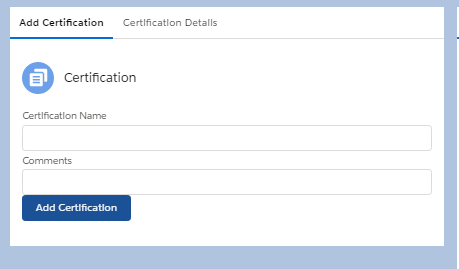 Add Certification Certification Details
Certification
Certification Name
Comments
Add Certification